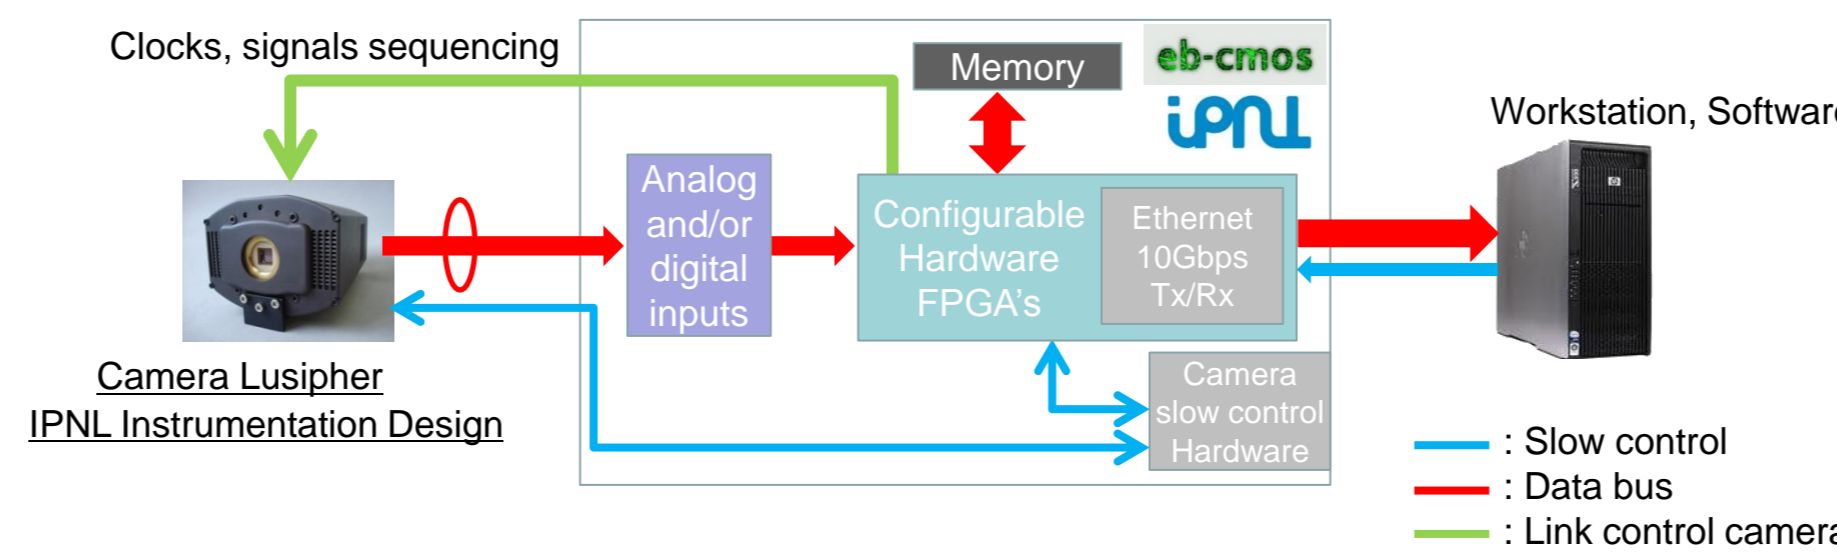 Clocks, signals sequencing
Memory
eb-cmos
ipnl
Workstation, Software
Analog
and/or
digital
inputs
Configurable
Hardware
FPGA's
Ethernet
10Gbps
Tx/Rx
Camera Lusipher
IPNL Instrumentation Design
Camera
slow control
Hardware
: Slow control
: Data bus
: Link control camera